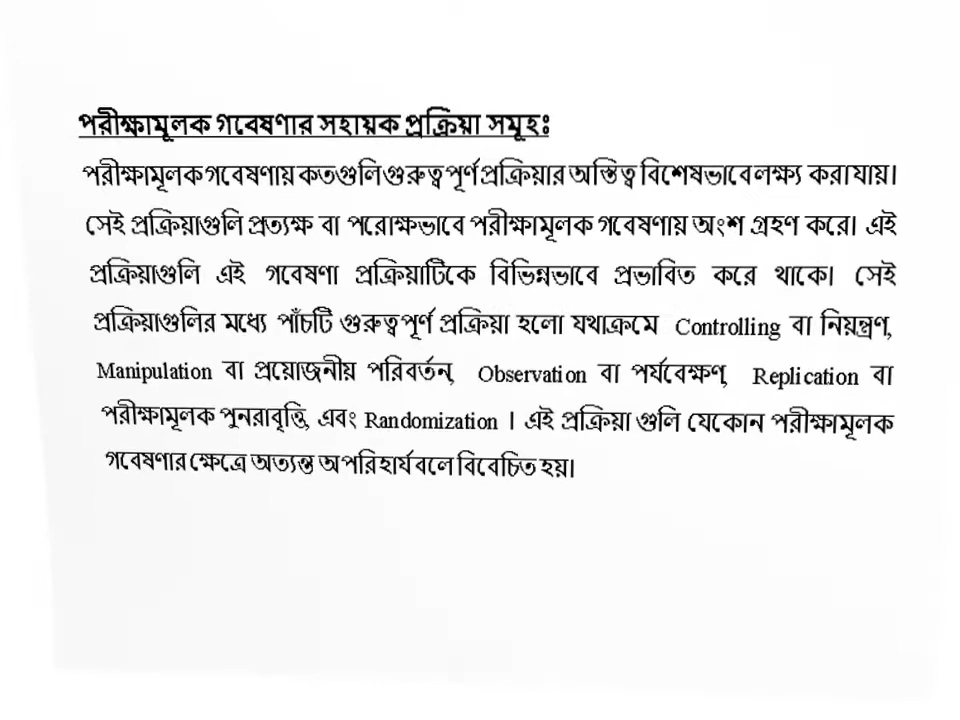 পরীক্ষামূলক গবেষণার সহায়ক প্রক্রিয়া সমূহঃ
পরীক্ষামূলক গবেষণায় কতগুলি গুরুত্বপূর্ণ প্রক্রিয়ার অস্তিত্ব বিশেষভাবে লক্ষ্য করা যায়।
সেই প্রক্রিয়াগুলি প্রত্যক্ষ বা পরোক্ষভাবে পরীক্ষামূলক গবেষণায় অংশ গ্রহণ করে। এই
প্রক্রিয়াগুলি এই গবেষণা প্রক্রিয়াটিকে বিভিন্নভাবে প্রভাবিত করে থাকে। সেই
প্রক্রিয়াগুলির মধ্যে পাঁচটি গুরুত্বপূর্ণ প্রক্রিয়া হলো যথাক্রমে Controlling বা নিয়ন্ত্রণ,
Manipulation বা প্রয়োজনীয় পরিবর্তন, Observation বা পর্যবেক্ষণ, Replication বা
পরীক্ষামূলক পুনরাবৃত্তি, এবং Randomization । এই প্রক্রিয়া গুলি যেকোন পরীক্ষামূলক
গবেষণার ক্ষেত্রে অত্যন্ত অপরিহার্য বলে বিবেচিত হয়।